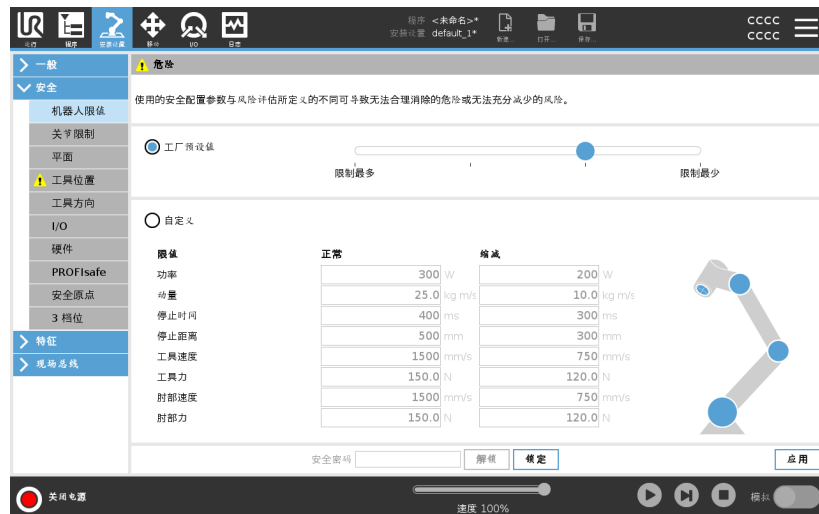 程序 <未命名>*
安装设置 default_1*
运行 程序 安装设置 移动 I/O 日志
新建... 打开... 保存...
cccc
cccc
一般
安全
机器人限值
关节限制
平面
工具位置
工具方向
I/O
硬件
PROFIsafe
安全原点
3 档位
特征
现场总线
危险
使用的安全配置参数与风险评估所定义的不同可导致无法合理消除的危险或无法充分减少的风险。
工厂预设值
限制最多 限制最少
自定义
限值 正常 缩减
功率 300 W 200 W
动量 25.0 kg m/s 10.0 kg m/s
停止时间 400 ms 300 ms
停止距离 500 mm 300 mm
工具速度 1500 mm/s 750 mm/s
工具力 150.0 N 120.0 N
肘部速度 1500 mm/s 750 mm/s
肘部力 150.0 N 120.0 N
安全密码 解锁 锁定 应用
关闭电源
速度 100%
模拟